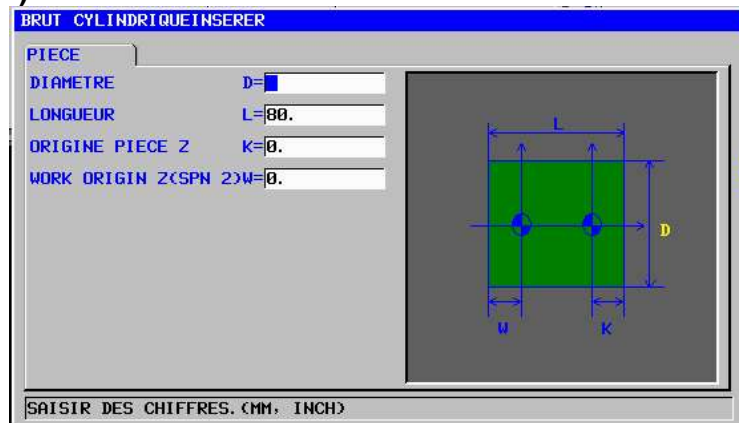 BRUT CYLINDRIQUEINSERER
PIECE
DIAMETRE D=
LONGUEUR L=80.
ORIGINE PIECE Z K=0.
WORK ORIGIN Z(SPN 2)W=0.
L
D
W K
SAISIR DES CHIFFRES.(MM, INCH)